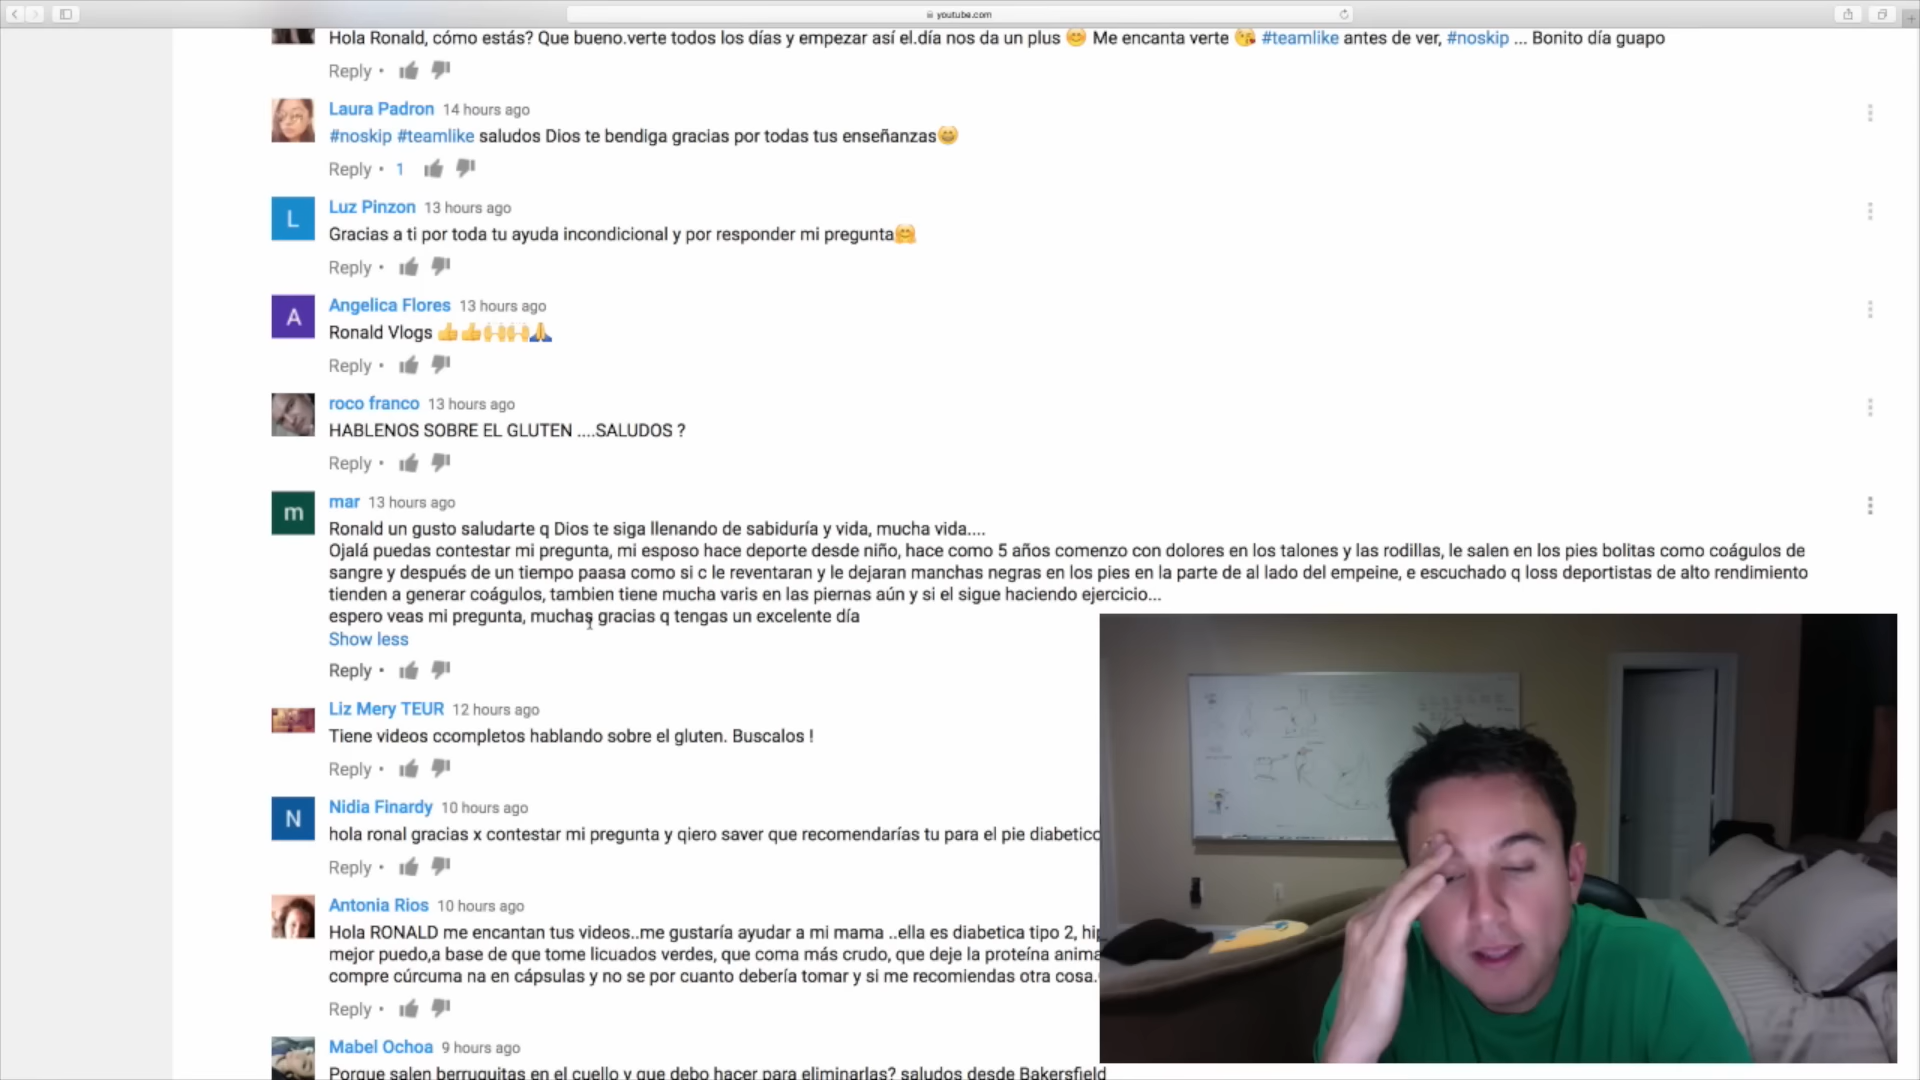 youtube.com
Hola Ronald, cómo estás? Que bueno.verte todos los días y empezar así el.día nos da un plus 😊 Me encanta verte 😘 #teamlike antes de ver, #noskip ... Bonito día guapo
Reply •
Laura Padron 14 hours ago
#noskip #teamlike saludos Dios te bendiga gracias por todas tus enseñanzas😀
Reply • 1
L
Luz Pinzon 13 hours ago
Gracias a ti por toda tu ayuda incondicional y por responder mi pregunta🤗
Reply •
A
Angelica Flores 13 hours ago
Ronald Vlogs 👍👍🙌🙌🙏
Reply •
roco franco 13 hours ago
HABLENOS SOBRE EL GLUTEN ....SALUDOS ?
Reply •
m
mar 13 hours ago
Ronald un gusto saludarte q Dios te siga llenando de sabiduría y vida, mucha vida....
Ojalá puedas contestar mi pregunta, mi esposo hace deporte desde niño, hace como 5 años comenzo con dolores en los talones y las rodillas, le salen en los pies bolitas como coágulos de
sangre y después de un tiempo paasa como si c le reventaran y le dejaran manchas negras en los pies en la parte de al lado del empeine, e escuchado q loss deportistas de alto rendimiento
tienden a generar coágulos, tambien tiene mucha varis en las piernas aún y si el sigue haciendo ejercicio...
espero veas mi pregunta, muchas gracias q tengas un excelente día
Show less
Reply •
Liz Mery TEUR 12 hours ago
Tiene videos ccompletos hablando sobre el gluten. Buscalos !
Reply •
N
Nidia Finardy 10 hours ago
hola ronal gracias x contestar mi pregunta y qiero saver que recomendarías tu para el pie diabetico
Reply •
Antonia Rios 10 hours ago
Hola RONALD me encantan tus videos..me gustaría ayudar a mi mama ..ella es diabetica tipo 2, hip
mejor puedo,a base de que tome licuados verdes, que coma más crudo, que deje la proteína anima
compre cúrcuma na en cápsulas y no se por cuanto debería tomar y si me recomiendas otra cosa.
Reply •
Mabel Ochoa 9 hours ago
Porque salen berruguitas en el cuello y que debo hacer para eliminarlas? saludos desde Bakersfield